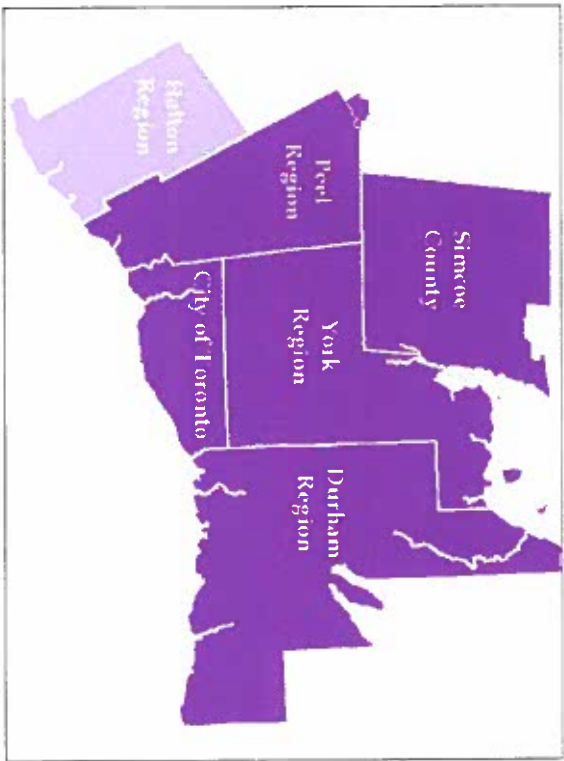 Halton
Region
Peel
Region
Simcoe
County
York
Region
City of Toronto
Durham
Region